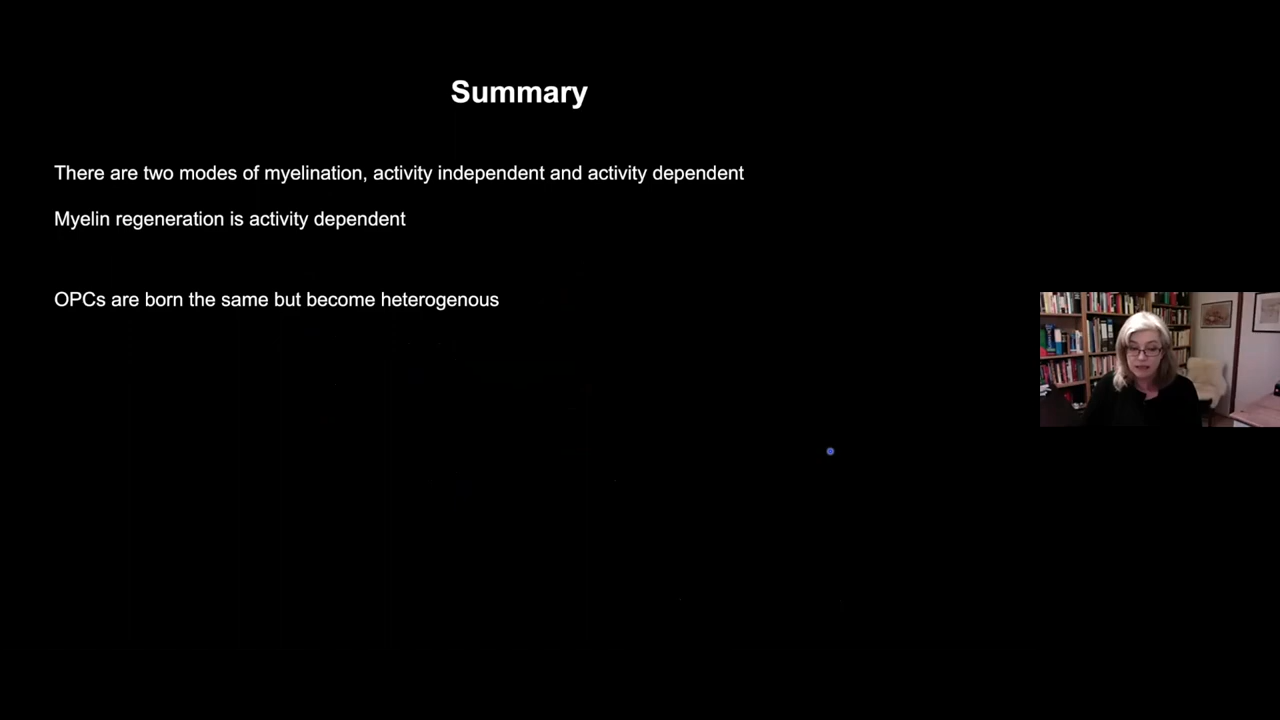 Summary
There are two modes of myelination, activity independent and activity dependent
Myelin regeneration is activity dependent
OPCs are born the same but become heterogenous